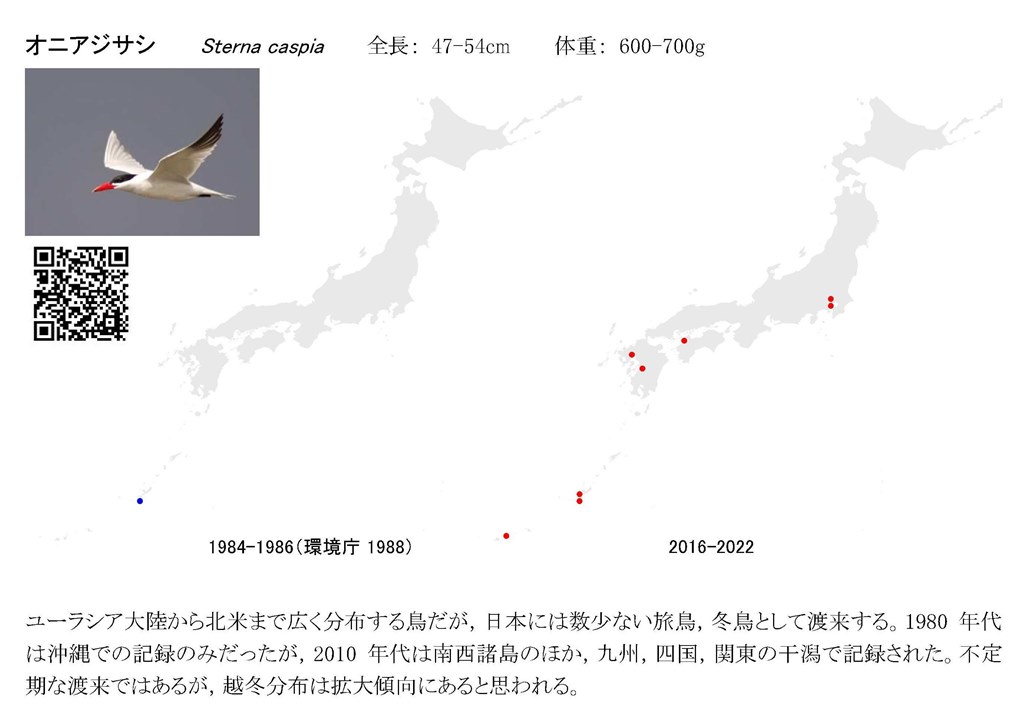 オニアジサシ Sterna caspia 全長: 47-54cm 体重: 600-700g
1984-1986(環境庁 1988) 2016-2022
ユーラシア大陸から北米まで広く分布する鳥だが，日本には数少ない旅鳥，冬鳥として渡来する。1980 年代
は沖縄での記録のみだったが，2010 年代は南西諸島のほか，九州，四国，関東の干潟で記録された。不定
期な渡来ではあるが，越冬分布は拡大傾向にあると思われる。